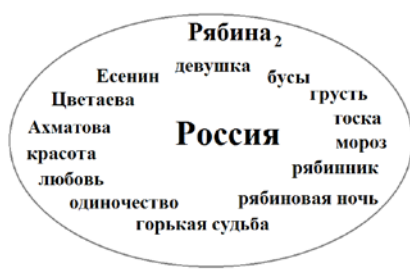 Рябина₂
девушка
Есенин
бусы
Цветаева
грусть
Ахматова
тоска
Россия
мороз
красота
рябинник
любовь
рябиновая ночь
одиночество
горькая судьба